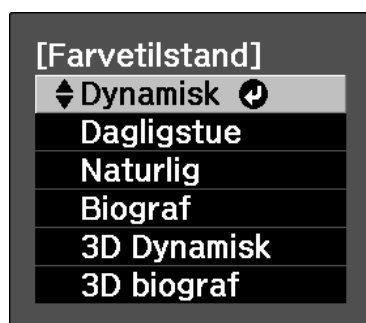 [Farvetilstand]
Dynamisk
Dagligstue
Naturlig
Biograf
3D Dynamisk
3D biograf